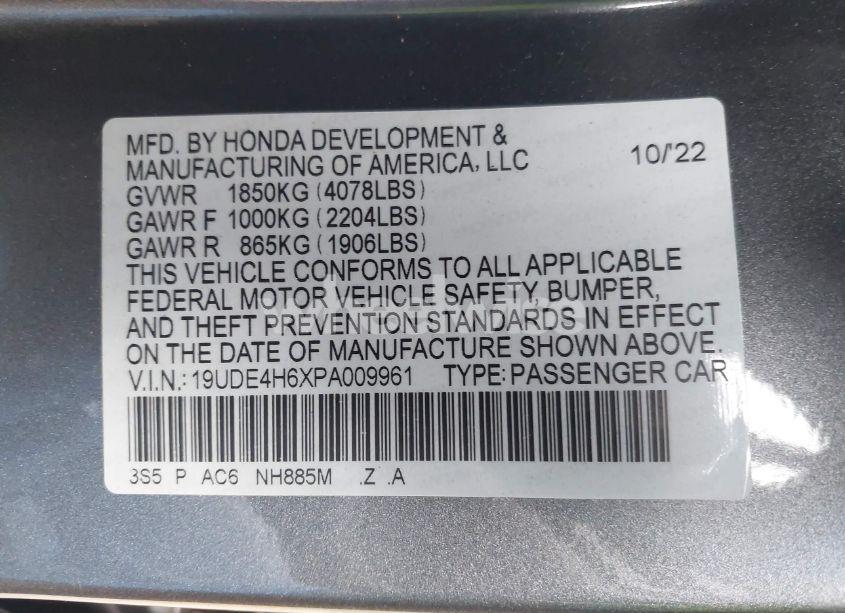 MFD. BY HONDA DEVELOPMENT &
MANUFACTURING OF AMERICA, LLC 10/'22
GVWR 1850KG (4078LBS)
GAWR F 1000KG (2204LBS)
GAWR R 865KG (1906LBS)
THIS VEHICLE CONFORMS TO ALL APPLICABLE
FEDERAL MOTOR VEHICLE SAFETY, BUMPER,
AND THEFT PREVENTION STANDARDS IN EFFECT
ON THE DATE OF MANUFACTURE SHOWN ABOVE.
V.I.N.: 19UDE4H6XPA009961 TYPE: PASSENGER CAR
3S5 P AC6 NH885M .Z .A